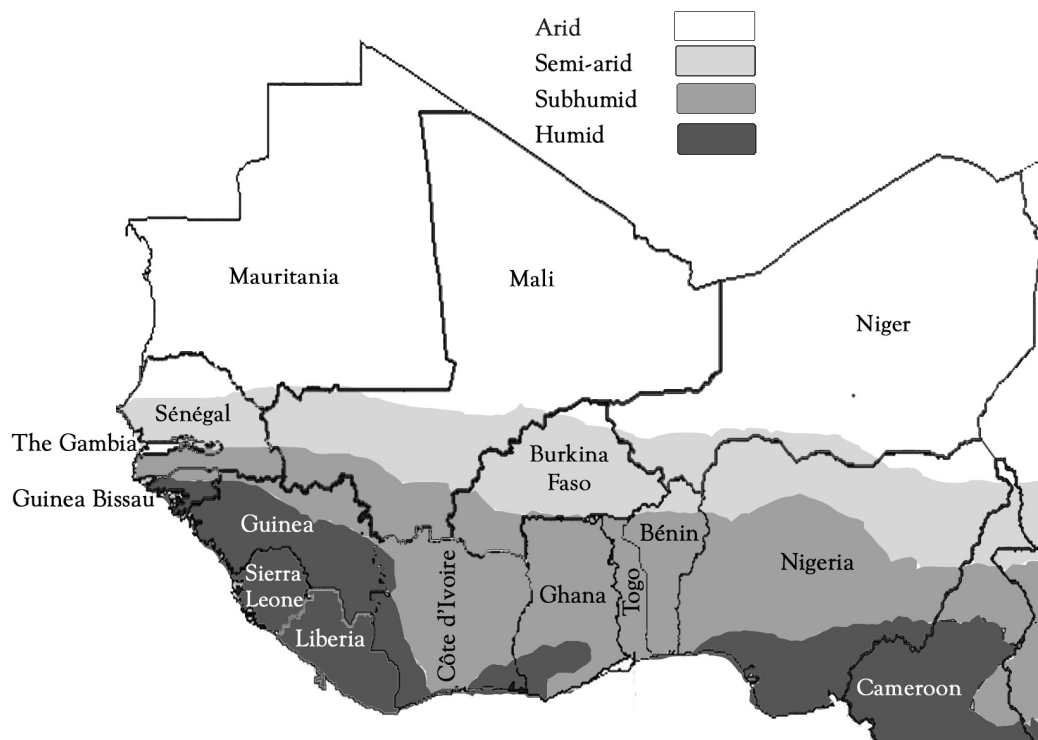 Arid
Semi-arid
Subhumid
Humid
Mauritania
Mali
Niger
Sénégal
The Gambia
Burkina
Faso
Guinea Bissau
Guinea
Bénin
Nigeria
Sierra
Leone
Côte d'Ivoire
Ghana
Togo
Liberia
Cameroon